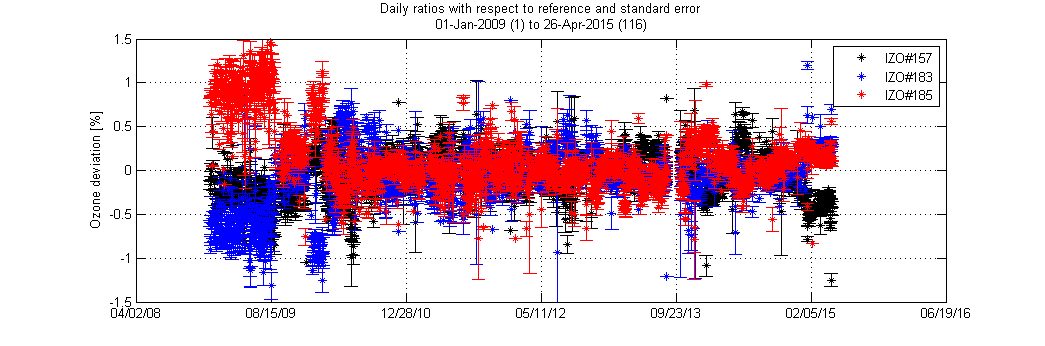 Daily ratios with respect to reference and standard error
01-Jan-2009 (1) to 26-Apr-2015 (116)
Ozone deviation [%]
1.5
1
0.5
0
-0.5
-1
-1.5
04/02/08 08/15/09 12/28/10 05/11/12 09/23/13 02/05/15 06/19/16
IZO#157
IZO#183
IZO#185